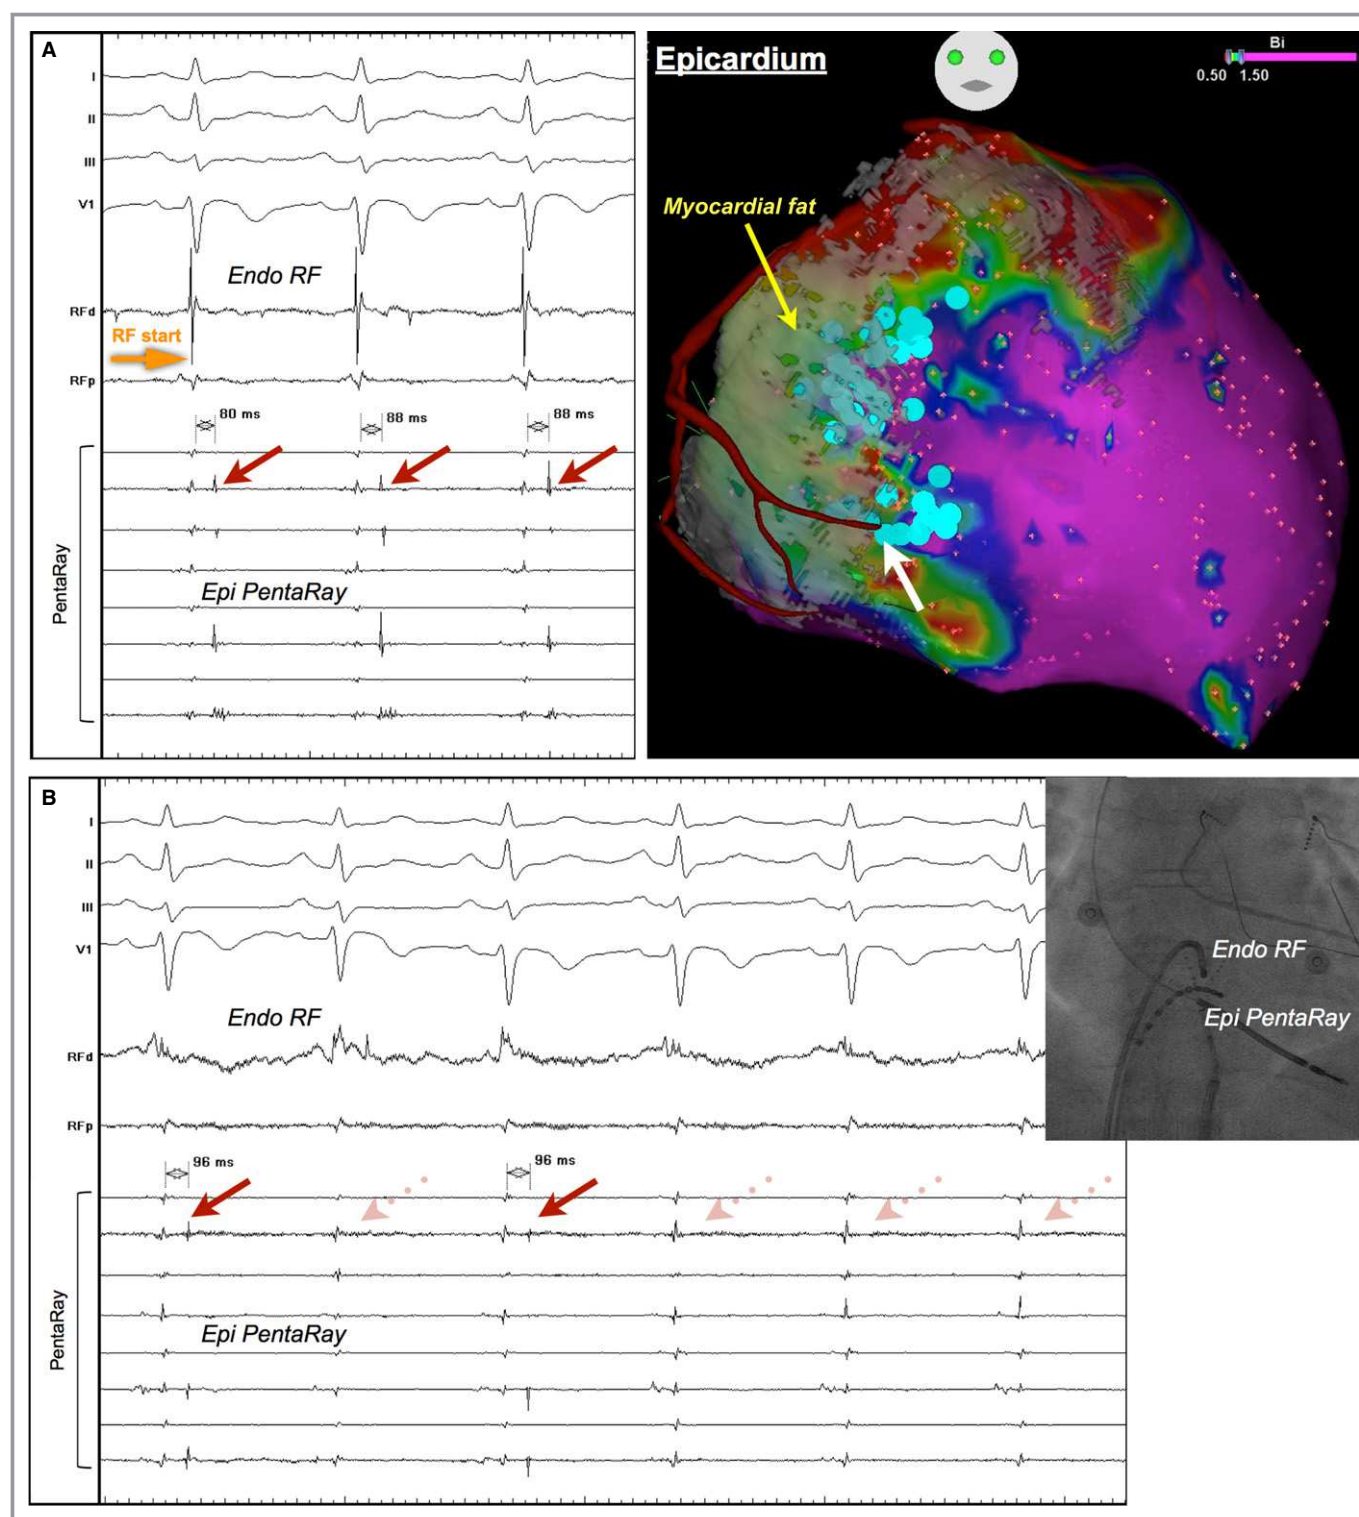 A
I
II
III
V1
Endo RF
RFd
RF start
RFp
80 ms
88 ms
88 ms
PentaRay
Epi PentaRay
Epicardium
Bi
0.50 1.50
Myocardial fat
B
I
II
III
V1
Endo RF
RFd
RFp
96 ms
96 ms
PentaRay
Epi PentaRay
Endo RF
Epi PentaRay